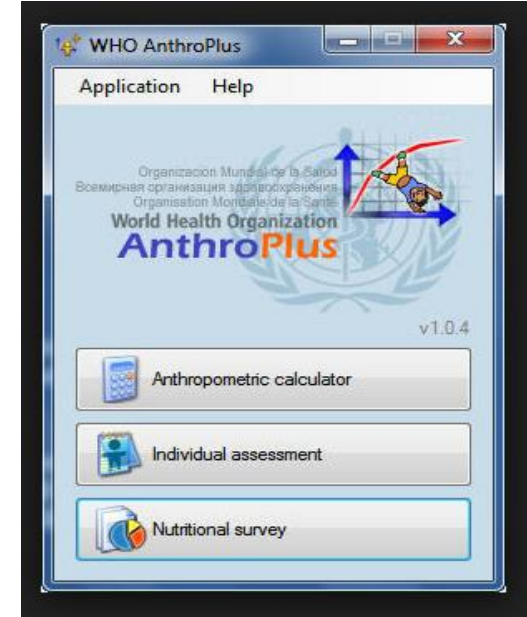 WHO AnthroPlus
Application Help
Organizacion Mundial de la Salud
Всемирная организация здравоохранения
Organisation Mondiale de la Santé
World Health Organization
AnthroPlus
v1.0.4
Anthropometric calculator
Individual assessment
Nutritional survey